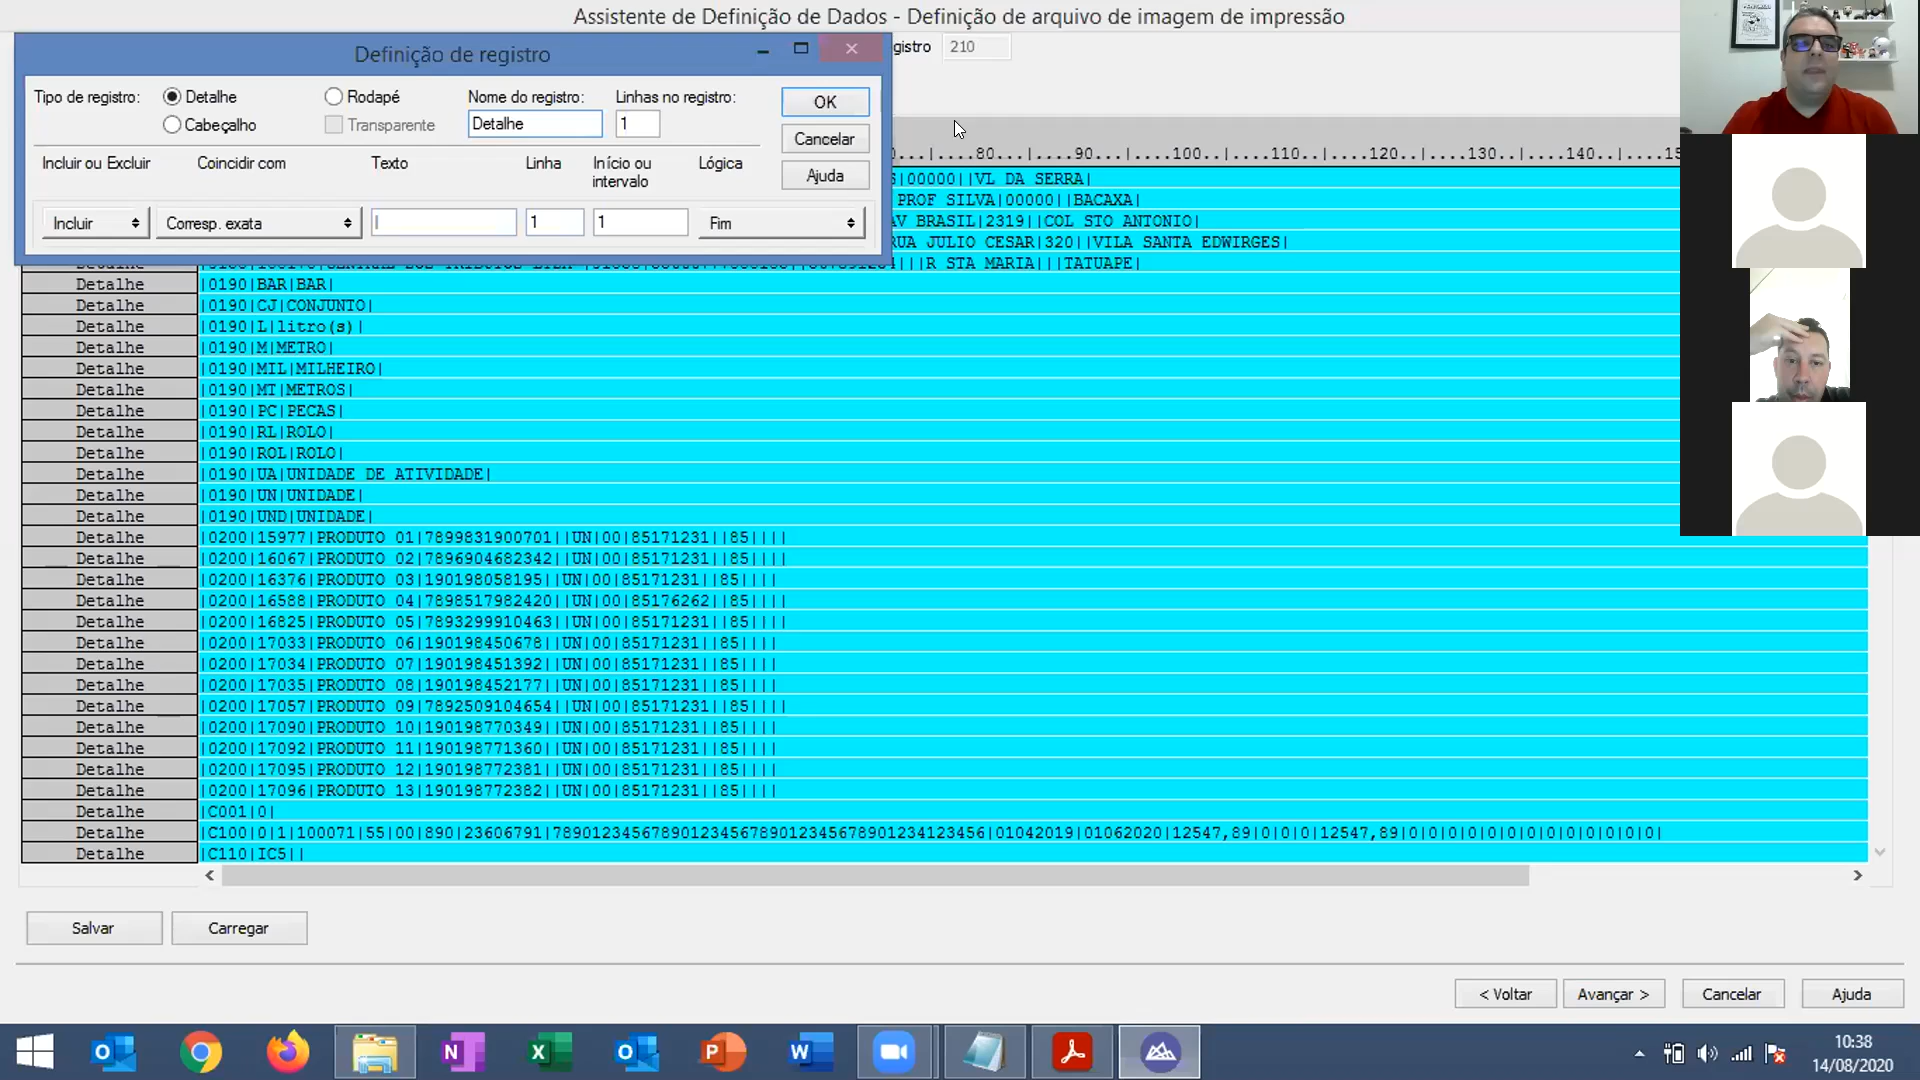 Assistente de Definição de Dados - Definição de arquivo de imagem de impressão
Definição de registro
gistro 210
Tipo de registro: Detalhe Rodapé Nome do registro: Linhas no registro: OK
Cabeçalho Transparente Detalhe 1
Cancelar
Incluir ou Excluir Coincidir com Texto Linha Início ou intervalo Lógica Ajuda
Incluir Corresp. exata 1 1 Fim
0...|....80...|....90...|...100...|...110...|...120...|...130...|...140...|....15
|00000||VL DA SERRA|
PROF SILVA|00000||BACAXA|
AV BRASIL|2319||COL STO ANTONIO|
RUA JULIO CESAR|320||VILA SANTA EDWIRGES|
|||R STA MARIA|||TATUAPE|
Detalhe |0190|BAR|BAR|
Detalhe |0190|CJ|CONJUNTO|
Detalhe |0190|L|litro(s)|
Detalhe |0190|M|METRO|
Detalhe |0190|MIL|MILHEIRO|
Detalhe |0190|MT|METROS|
Detalhe |0190|PC|PECAS|
Detalhe |0190|RL|ROLO|
Detalhe |0190|ROL|ROLO|
Detalhe |0190|UA|UNIDADE DE ATIVIDADE|
Detalhe |0190|UN|UNIDADE|
Detalhe |0190|UND|UNIDADE|
Detalhe |0200|15977|PRODUTO 01|7899831900701||UN|00|85171231||85||||
Detalhe |0200|16067|PRODUTO 02|7896904682342||UN|00|85171231||85||||
Detalhe |0200|16376|PRODUTO 03|190198058195||UN|00|85171231||85||||
Detalhe |0200|16588|PRODUTO 04|7898517982420||UN|00|85176262||85||||
Detalhe |0200|16825|PRODUTO 05|7893299910463||UN|00|85171231||85||||
Detalhe |0200|17033|PRODUTO 06|190198450678||UN|00|85171231||85||||
Detalhe |0200|17034|PRODUTO 07|190198451392||UN|00|85171231||85||||
Detalhe |0200|17035|PRODUTO 08|190198452177||UN|00|85171231||85||||
Detalhe |0200|17057|PRODUTO 09|7892509104654||UN|00|85171231||85||||
Detalhe |0200|17090|PRODUTO 10|190198770349||UN|00|85171231||85||||
Detalhe |0200|17092|PRODUTO 11|190198771360||UN|00|85171231||85||||
Detalhe |0200|17095|PRODUTO 12|190198772381||UN|00|85171231||85||||
Detalhe |0200|17096|PRODUTO 13|190198772382||UN|00|85171231||85||||
Detalhe |C001|0|
Detalhe |C100|0|1|100071|55|00|890|23606791|78901234567890123456789012345678901234123456|01042019|01062020|12547,89|0|0|0|12547,89|0|0|0|0|0|0|0|0|0|0|0|0|0|
Detalhe |C110|IC5||
Salvar Carregar
< Voltar Avançar > Cancelar Ajuda
10:38
14/08/2020